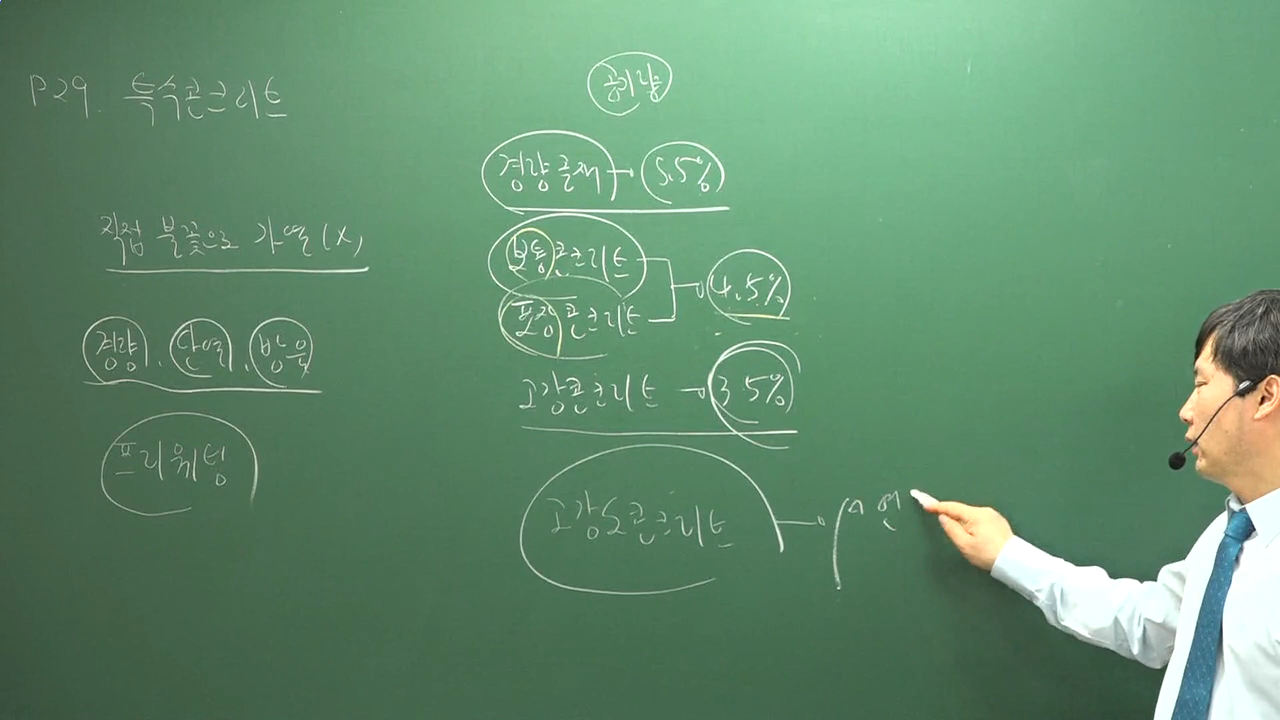 P29. 특수콘크리트
직접 불꽃으로 가열(X)
경량, 단열, 방음
프리웨팅
공기량
경량골재 → 5.5%
보통콘크리트
포장콘크리트
4.5%
고강콘크리트 → 3.5%
고강도콘크리트 →